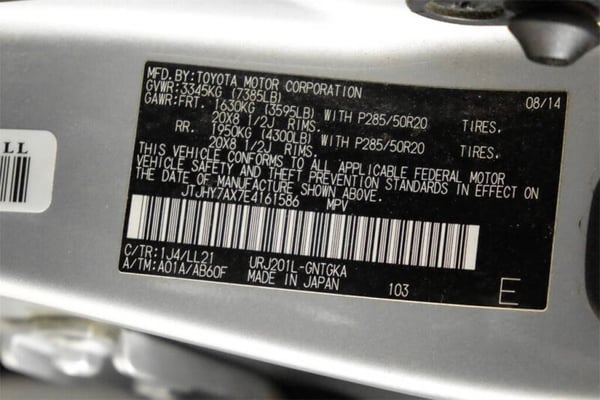 LL
MFD.BY:TOYOTA MOTOR CORPORATION 08/14
GVWR:3345KG (7385LB)
GAWR:FRT. 1630KG (3595LB) WITH P285/50R20 TIRES.
20X8 1/2J RIMS.
RR. 1950KG (4300LB) WITH P285/50R20 TIRES.
20X8 1/2J RIMS.
THIS VEHICLE CONFORMS TO ALL APPLICABLE FEDERAL MOTOR
VEHICLE SAFETY AND THEFT PREVENTION STANDARDS IN EFFECT ON
THE DATE OF MANUFACTURE SHOWN ABOVE.
JTJHY7AX7E4161586 MPV
C/TR:1J4/LL21 URJ201L-GNTGKA
A/TM:A01A/AB60F MADE IN JAPAN 103 E